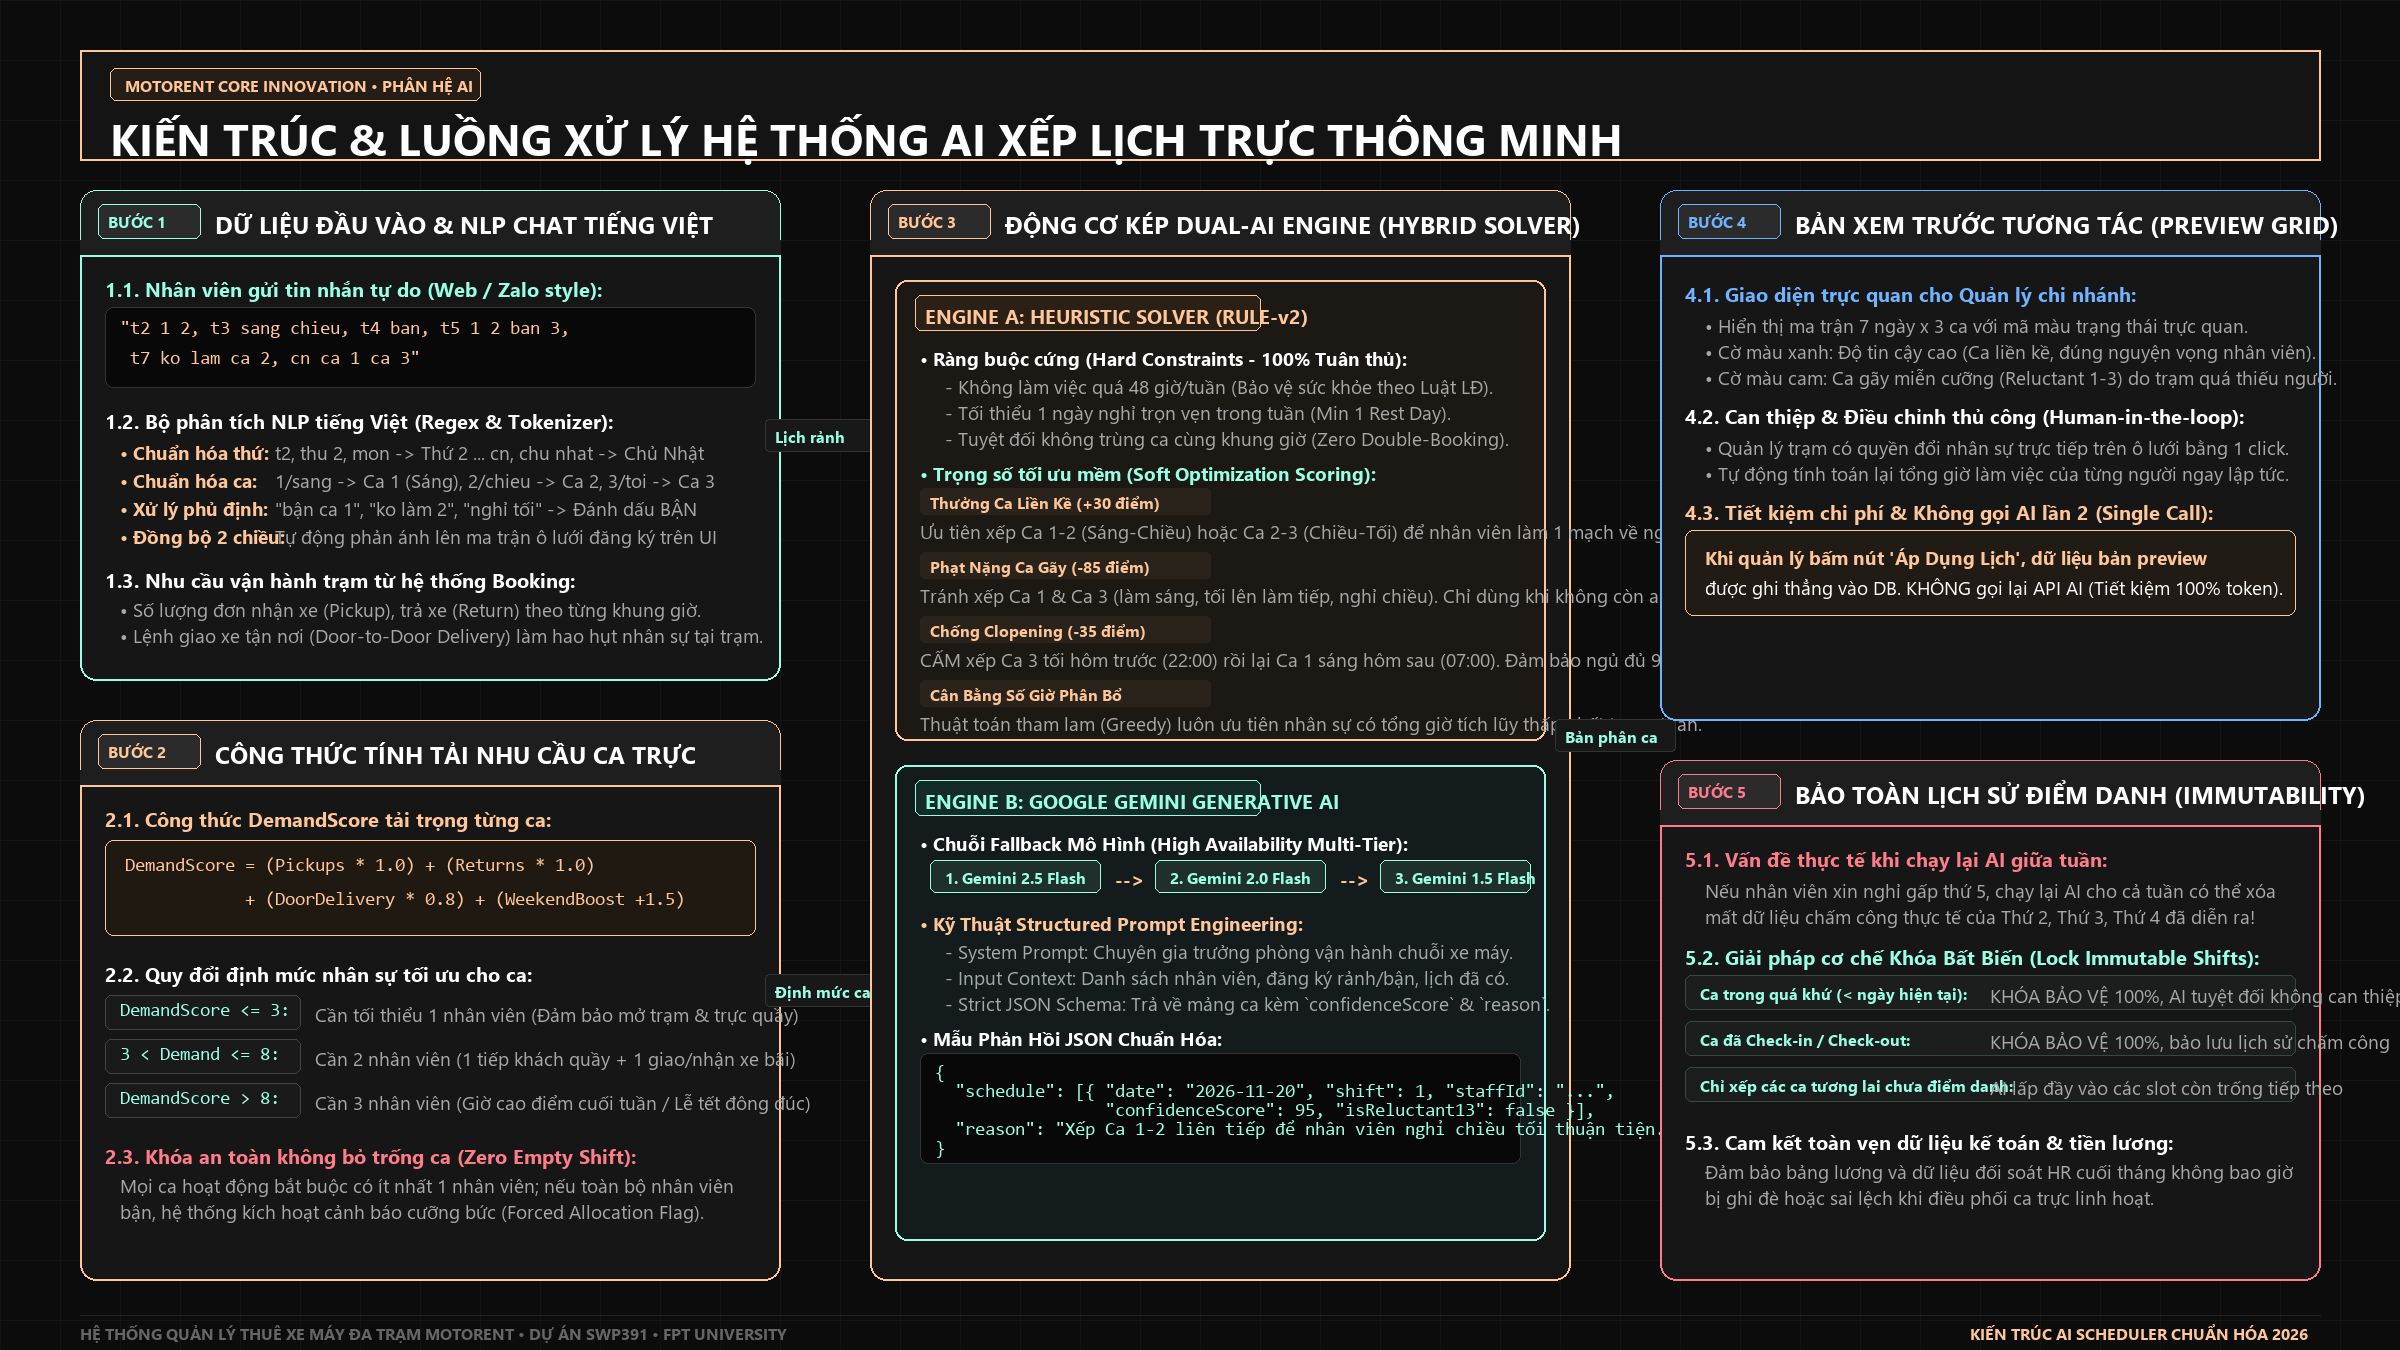 MOTORENT CORE INNOVATION • PHÂN HỆ AI
KIẾN TRÚC & LUỒNG XỬ LÝ HỆ THỐNG AI XẾP LỊCH TRỰC THÔNG MINH
BƯỚC 1
DỮ LIỆU ĐẦU VÀO & NLP CHAT TIẾNG VIỆT
1.1. Nhân viên gửi tin nhắn tự do (Web / Zalo style):
"t2 1 2, t3 sang chieu, t4 ban, t5 1 2 ban 3,
t7 ko lam ca 2, cn ca 1 ca 3"
1.2. Bộ phân tích NLP tiếng Việt (Regex & Tokenizer):
• Chuẩn hóa thứ: t2, thu 2, mon -> Thứ 2 ... cn, chu nhat -> Chủ Nhật
• Chuẩn hóa ca: 1/sang -> Ca 1 (Sáng), 2/chieu -> Ca 2, 3/toi -> Ca 3
• Xử lý phủ định: "bận ca 1", "ko làm 2", "nghỉ tối" -> Đánh dấu BẬN
• Đồng bộ 2 chiều: Tự động phản ánh lên ma trận ô lưới đăng ký trên UI
1.3. Nhu cầu vận hành trạm từ hệ thống Booking:
• Số lượng đơn nhận xe (Pickup), trả xe (Return) theo từng khung giờ.
• Lệnh giao xe tận nơi (Door-to-Door Delivery) làm hao hụt nhân sự tại trạm.
Lịch rảnh
BƯỚC 2
CÔNG THỨC TÍNH TẢI NHU CẦU CA TRỰC
2.1. Công thức DemandScore tải trọng từng ca:
DemandScore = (Pickups * 1.0) + (Returns * 1.0)
+ (DoorDelivery * 0.8) + (WeekendBoost +1.5)
2.2. Quy đổi định mức nhân sự tối ưu cho ca:
DemandScore <= 3: Cần tối thiểu 1 nhân viên (Đảm bảo mở trạm & trực quầy)
3 < Demand <= 8: Cần 2 nhân viên (1 tiếp khách quầy + 1 giao/nhận xe bãi)
DemandScore > 8: Cần 3 nhân viên (Giờ cao điểm cuối tuần / Lễ tết đông đúc)
2.3. Khóa an toàn không bỏ trống ca (Zero Empty Shift):
Mọi ca hoạt động bắt buộc có ít nhất 1 nhân viên; nếu toàn bộ nhân viên
bận, hệ thống kích hoạt cảnh báo cưỡng bức (Forced Allocation Flag).
Định mức ca
BƯỚC 3
ĐỘNG CƠ KÉP DUAL-AI ENGINE (HYBRID SOLVER)
ENGINE A: HEURISTIC SOLVER (RULE-v2)
• Ràng buộc cứng (Hard Constraints - 100% Tuân thủ):
- Không làm việc quá 48 giờ/tuần (Bảo vệ sức khỏe theo Luật LĐ).
- Tối thiểu 1 ngày nghỉ trọn vẹn trong tuần (Min 1 Rest Day).
- Tuyệt đối không trùng ca cùng khung giờ (Zero Double-Booking).
• Trọng số tối ưu mềm (Soft Optimization Scoring):
Thưởng Ca Liền Kề (+30 điểm)
Ưu tiên xếp Ca 1-2 (Sáng-Chiều) hoặc Ca 2-3 (Chiều-Tối) để nhân viên làm 1 mạch về
Phạt Nặng Ca Gãy (-85 điểm)
Tránh xếp Ca 1 & Ca 3 (làm sáng, tối lên làm tiếp, nghỉ chiều). Chỉ dùng khi không còn
Chống Clopening (-35 điểm)
CẤM xếp Ca 3 tối hôm trước (22:00) rồi lại Ca 1 sáng hôm sau (07:00). Đảm bảo ngủ đủ 9
Cân Bằng Số Giờ Phân Bổ
Thuật toán tham lam (Greedy) luôn ưu tiên nhân sự có tổng giờ tích lũy
Bản phân ca
ENGINE B: GOOGLE GEMINI GENERATIVE AI
• Chuỗi Fallback Mô Hình (High Availability Multi-Tier):
1. Gemini 2.5 Flash --> 2. Gemini 2.0 Flash --> 3. Gemini 1.5 Flash
• Kỹ Thuật Structured Prompt Engineering:
- System Prompt: Chuyên gia trưởng phòng vận hành chuỗi xe máy.
- Input Context: Danh sách nhân viên, đăng ký rảnh/bận, lịch đã có.
- Strict JSON Schema: Trả về mảng ca kèm `confidenceScore` & `reason`.
• Mẫu Phản Hồi JSON Chuẩn Hóa:
{
"schedule": [{ "date": "2026-11-20", "shift": 1, "staffId": "...",
"confidenceScore": 95, "isReluctant13": false }],
"reason": "Xếp Ca 1-2 liên tiếp để nhân viên nghỉ chiều tối thuận tiện.
}
BƯỚC 4
BẢN XEM TRƯỚC TƯƠNG TÁC (PREVIEW GRID)
4.1. Giao diện trực quan cho Quản lý chi nhánh:
• Hiển thị ma trận 7 ngày x 3 ca với mã màu trạng thái trực quan.
• Cờ màu xanh: Độ tin cậy cao (Ca liền kề, đúng nguyện vọng nhân viên).
• Cờ màu cam: Ca gãy miễn cưỡng (Reluctant 1-3) do trạm quá thiếu người.
4.2. Can thiệp & Điều chỉnh thủ công (Human-in-the-loop):
• Quản lý trạm có quyền đổi nhân sự trực tiếp trên ô lưới bằng 1 click.
• Tự động tính toán lại tổng giờ làm việc của từng người ngay lập tức.
4.3. Tiết kiệm chi phí & Không gọi AI lần 2 (Single Call):
Khi quản lý bấm nút 'Áp Dụng Lịch', dữ liệu bản preview
được ghi thẳng vào DB. KHÔNG gọi lại API AI (Tiết kiệm 100% token).
BƯỚC 5
BẢO TOÀN LỊCH SỬ ĐIỂM DANH (IMMUTABILITY)
5.1. Vấn đề thực tế khi chạy lại AI giữa tuần:
Nếu nhân viên xin nghỉ gấp thứ 5, chạy lại AI cho cả tuần có thể xóa
mất dữ liệu chấm công thực tế của Thứ 2, Thứ 3, Thứ 4 đã diễn ra!
5.2. Giải pháp cơ chế Khóa Bất Biến (Lock Immutable Shifts):
Ca trong quá khứ (< ngày hiện tại): KHÓA BẢO VỆ 100%, AI tuyệt đối không can thiệp
Ca đã Check-in / Check-out: KHÓA BẢO VỆ 100%, bảo lưu lịch sử chấm công
Chỉ xếp các ca tương lai chưa điểm danh: AI lấp đầy vào các slot còn trống tiếp theo
5.3. Cam kết toàn vẹn dữ liệu kế toán & tiền lương:
Đảm bảo bảng lương và dữ liệu đối soát HR cuối tháng không bao giờ
bị ghi đè hoặc sai lệch khi điều phối ca trực linh hoạt.
HỆ THỐNG QUẢN LÝ THUÊ XE MÁY ĐA TRẠM MOTORENT • DỰ ÁN SWP391 • FPT UNIVERSITY
KIẾN TRÚC AI SCHEDULER CHUẨN HÓA 2026